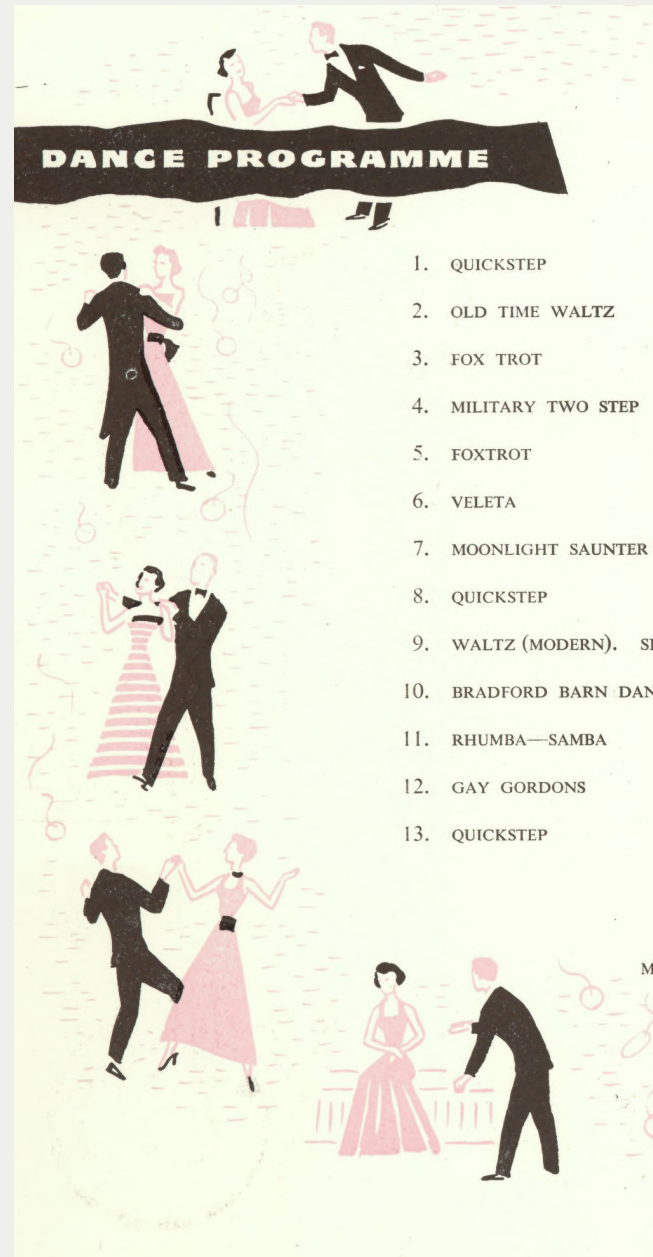 DANCE PROGRAMME
1. QUICKSTEP
2. OLD TIME WALTZ
3. FOX TROT
4. MILITARY TWO STEP
5. FOXTROT
6. VELETA
7. MOONLIGHT SAUNTER
8. QUICKSTEP
9. WALTZ (MODERN).
10. BRADFORD BARN
11. RHUMBA—SAMBA
12. GAY GORDONS
13. QUICKSTEP